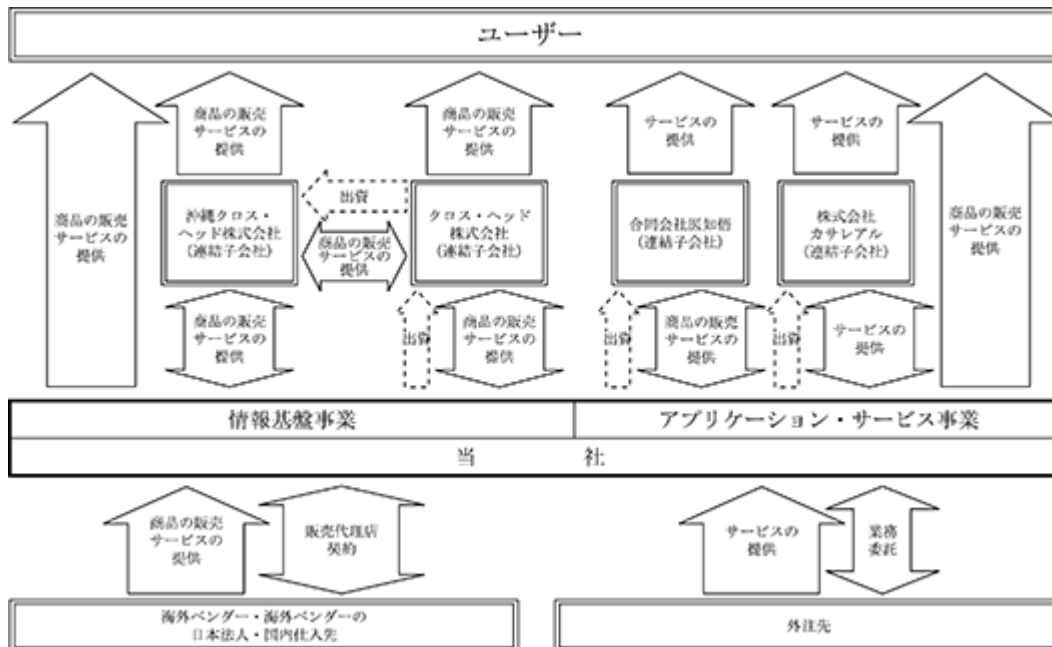 ユーザー
商品の販売
サービスの
提供
商品の販売
サービスの
提供
サービスの
提供
サービスの
提供
商品の販売
サービスの
提供
沖縄クロス・
ヘッド株式会社
(連結子会社)
出資
商品の販売
サービスの
提供
クロス・ヘッド
株式会社
(連結子会社)
合同会社医知悟
(連結子会社)
株式会社
カサレアル
(連結子会社)
商品の販売
サービスの
提供
商品の販売
サービスの
提供
出資
商品の販売
サービスの
提供
出資
商品の販売
サービスの
提供
出資
サービスの
提供
情報基盤事業
アプリケーション・サービス事業
当 社
商品の販売
サービスの
提供
販売代理店
契約
サービスの
提供
業務
委託
海外ベンダー・海外ベンダーの
日本法人・国内仕入先
外注先